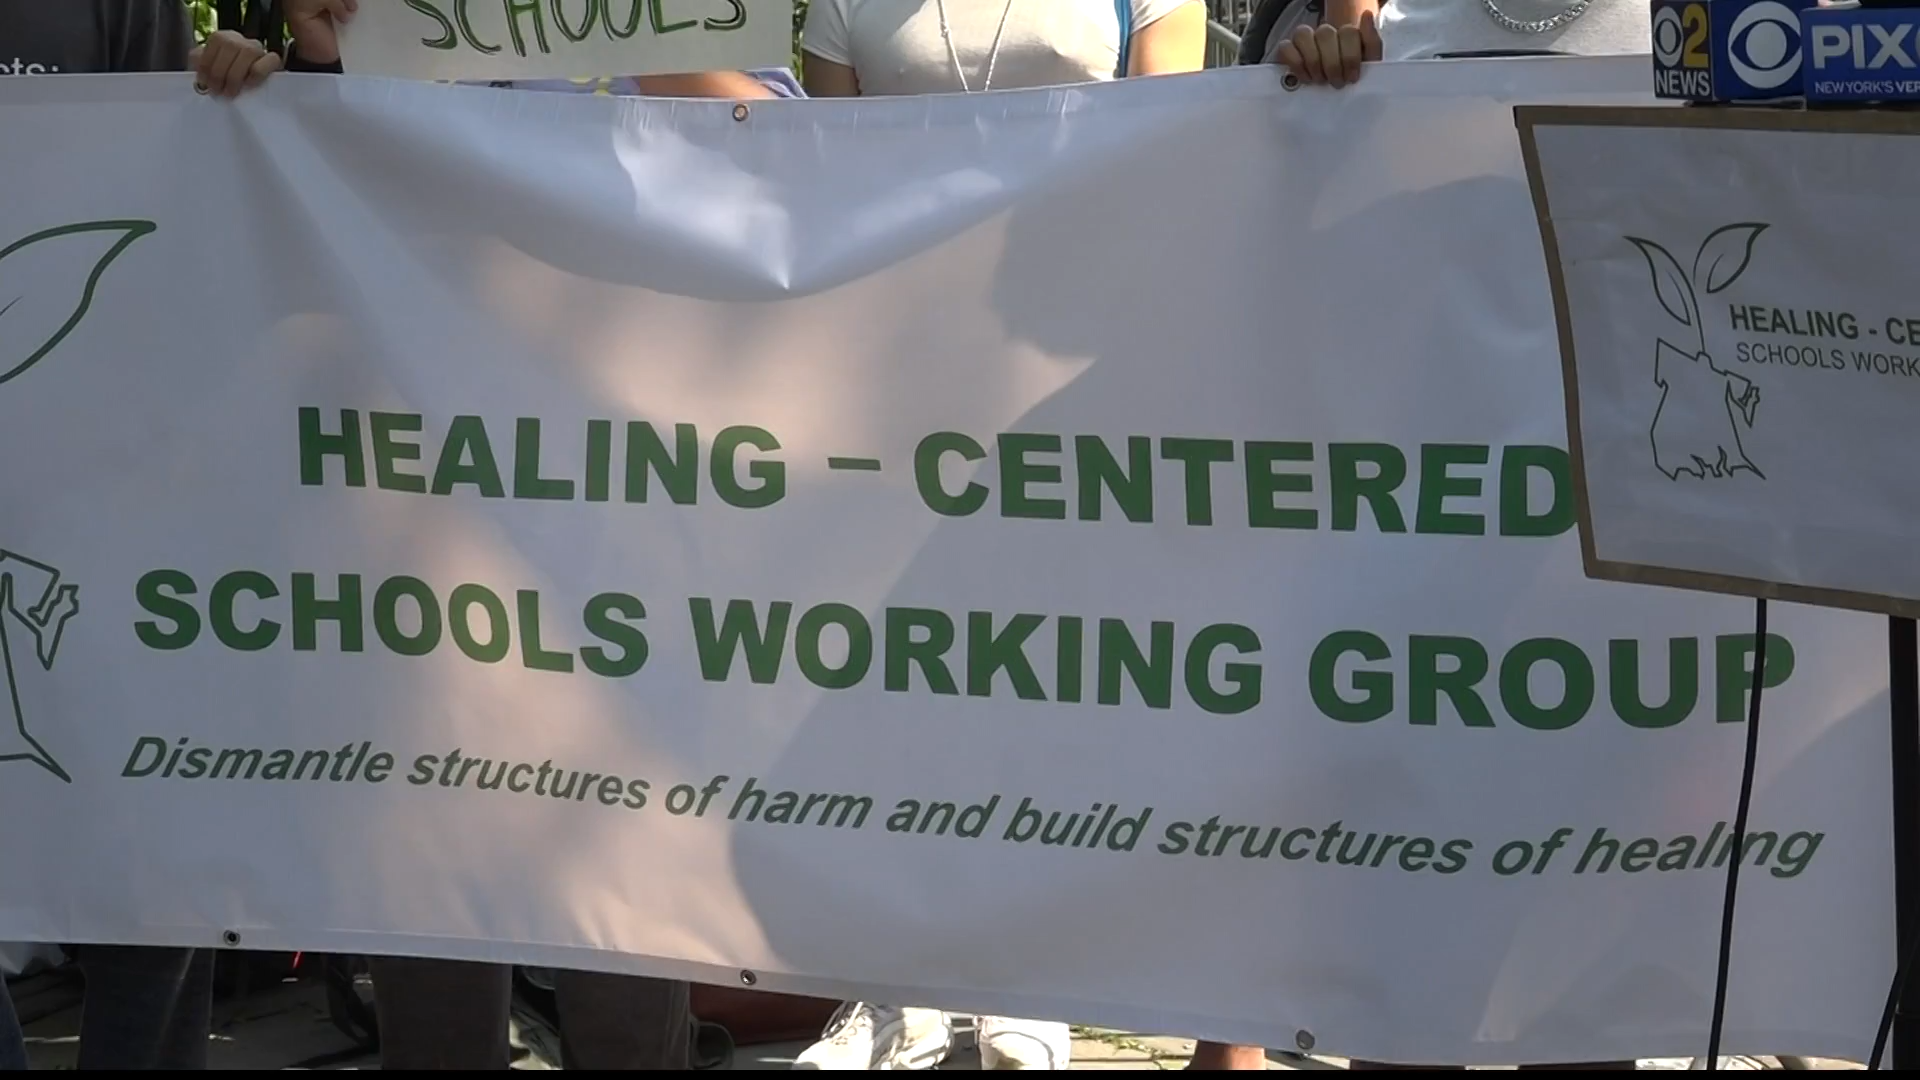 SCHOOLS
cts:
2 NEWS
PIX
NEW YORK'S VER
HEALING - CE
SCHOOLS WORK
HEALING – CENTERED
SCHOOLS WORKING GROUP
Dismantle structures of harm and build structures of healing